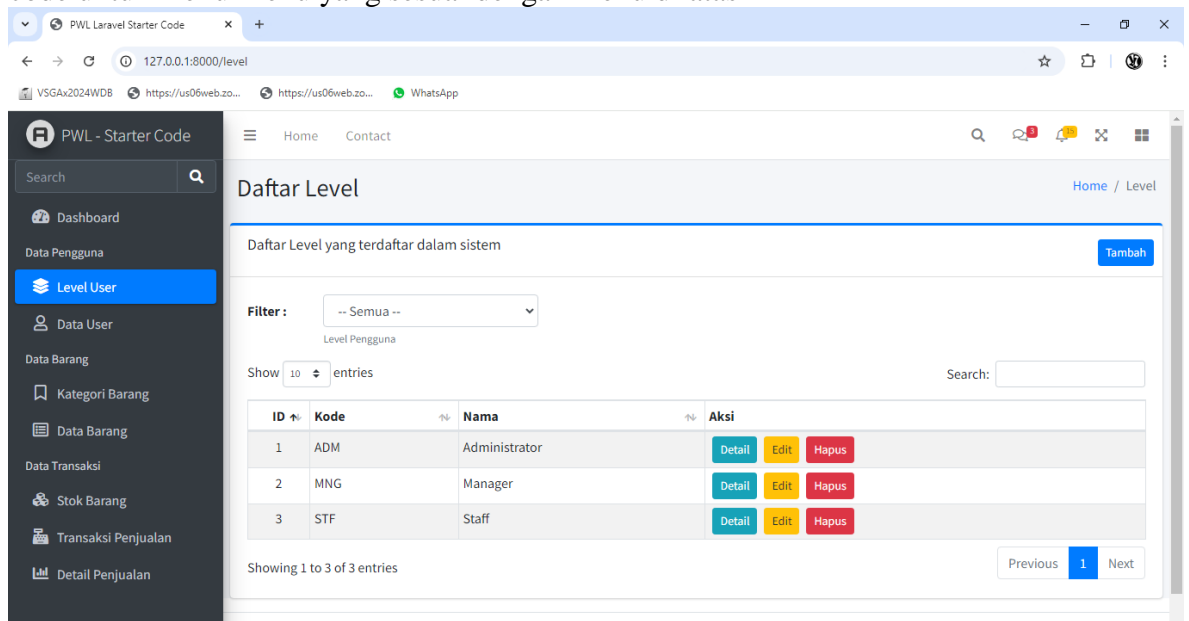 PWL Laravel Starter Code
127.0.0.1:8000/level
VSGAx2024WDB https://us06web.zo... https://us06web.zo... WhatsApp
PWL - Starter Code
Home Contact
3
15
Search
Daftar Level
Home / Level
Dashboard
Data Pengguna
Level User
Data User
Data Barang
Kategori Barang
Data Barang
Data Transaksi
Stok Barang
Transaksi Penjualan
Detail Penjualan
Daftar Level yang terdaftar dalam sistem
Tambah
Filter :
-- Semua --
Level Pengguna
Show 10 entries
Search:
ID Kode Nama Aksi
1 ADM Administrator Detail Edit Hapus
2 MNG Manager Detail Edit Hapus
3 STF Staff Detail Edit Hapus
Showing 1 to 3 of 3 entries
Previous 1 Next